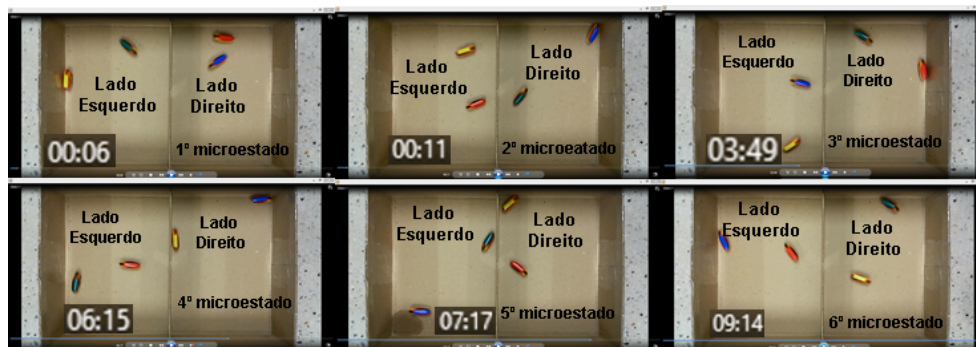 Lado
Esquerdo
Lado
Direito
00:06
1º microestado
Lado
Esquerdo
Lado
Direito
00:11
2º microeatado
Lado
Esquerdo
Lado
Direito
03:49
3º microestado
Lado
Esquerdo
Lado
Direito
06:15
4º microestado
Lado
Esquerdo
Lado
Direito
07:17
5º microestado
Lado
Esquerdo
Lado
Direito
09:14
6º microestado